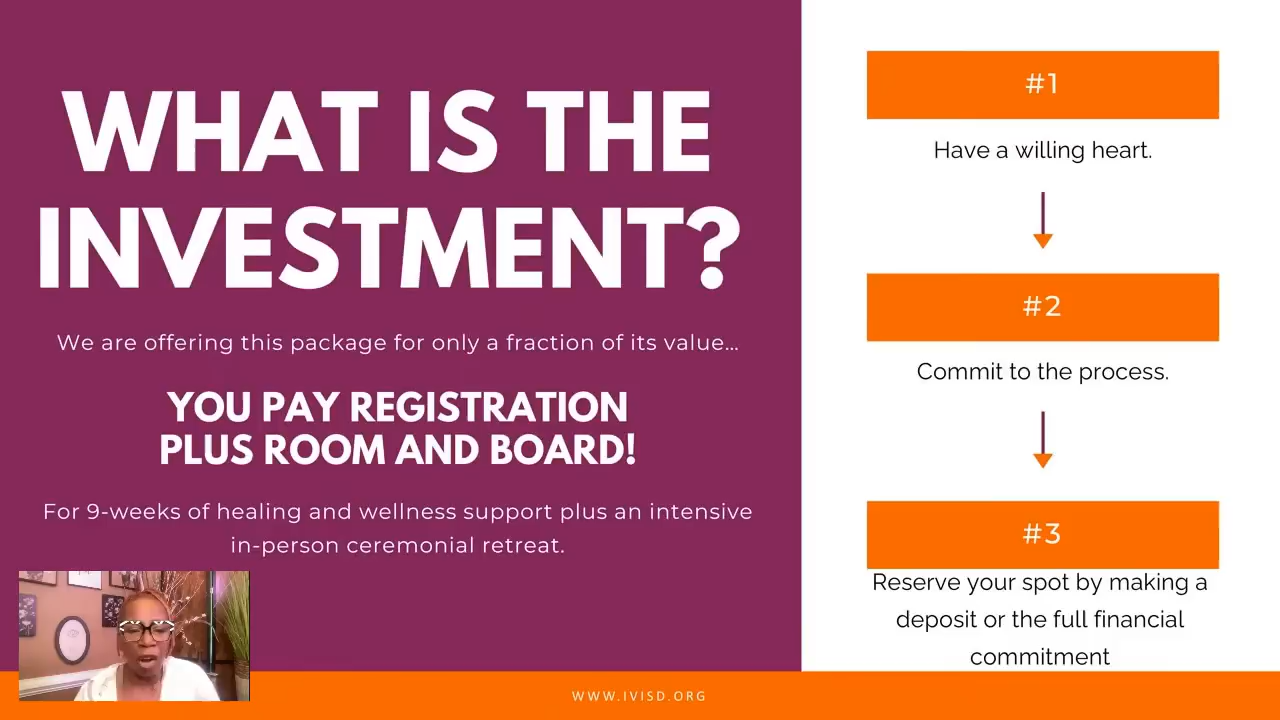 WHAT IS THE
INVESTMENT?
We are offering this package for only a fraction of its value...
YOU PAY REGISTRATION
PLUS ROOM AND BOARD!
For 9-weeks of healing and wellness support plus an intensive
in-person ceremonial retreat.
#1
Have a willing heart.
#2
Commit to the process.
#3
Reserve your spot by making a
deposit or the full financial
commitment
WWW.IVISD.ORG